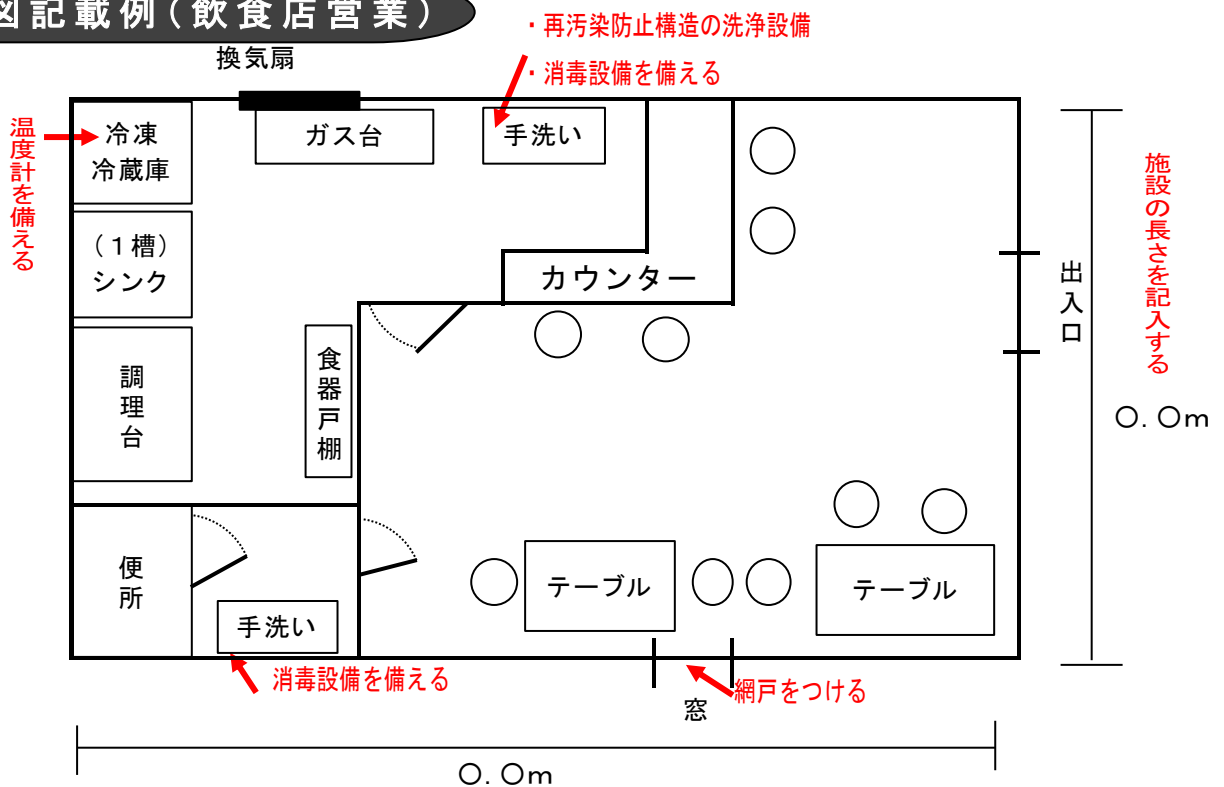 図記載例(飲食店営業)
・再汚染防止構造の洗浄設備
・消毒設備を備える
換気扇
温度計を備える
冷凍
冷蔵庫
ガス台
手洗い
(1槽)
シンク
カウンター
出入口
施設の長さを記入する
調理台
食器戸棚
〇.〇m
便所
手洗い
テーブル
テーブル
消毒設備を備える
網戸をつける
窓
〇.〇m